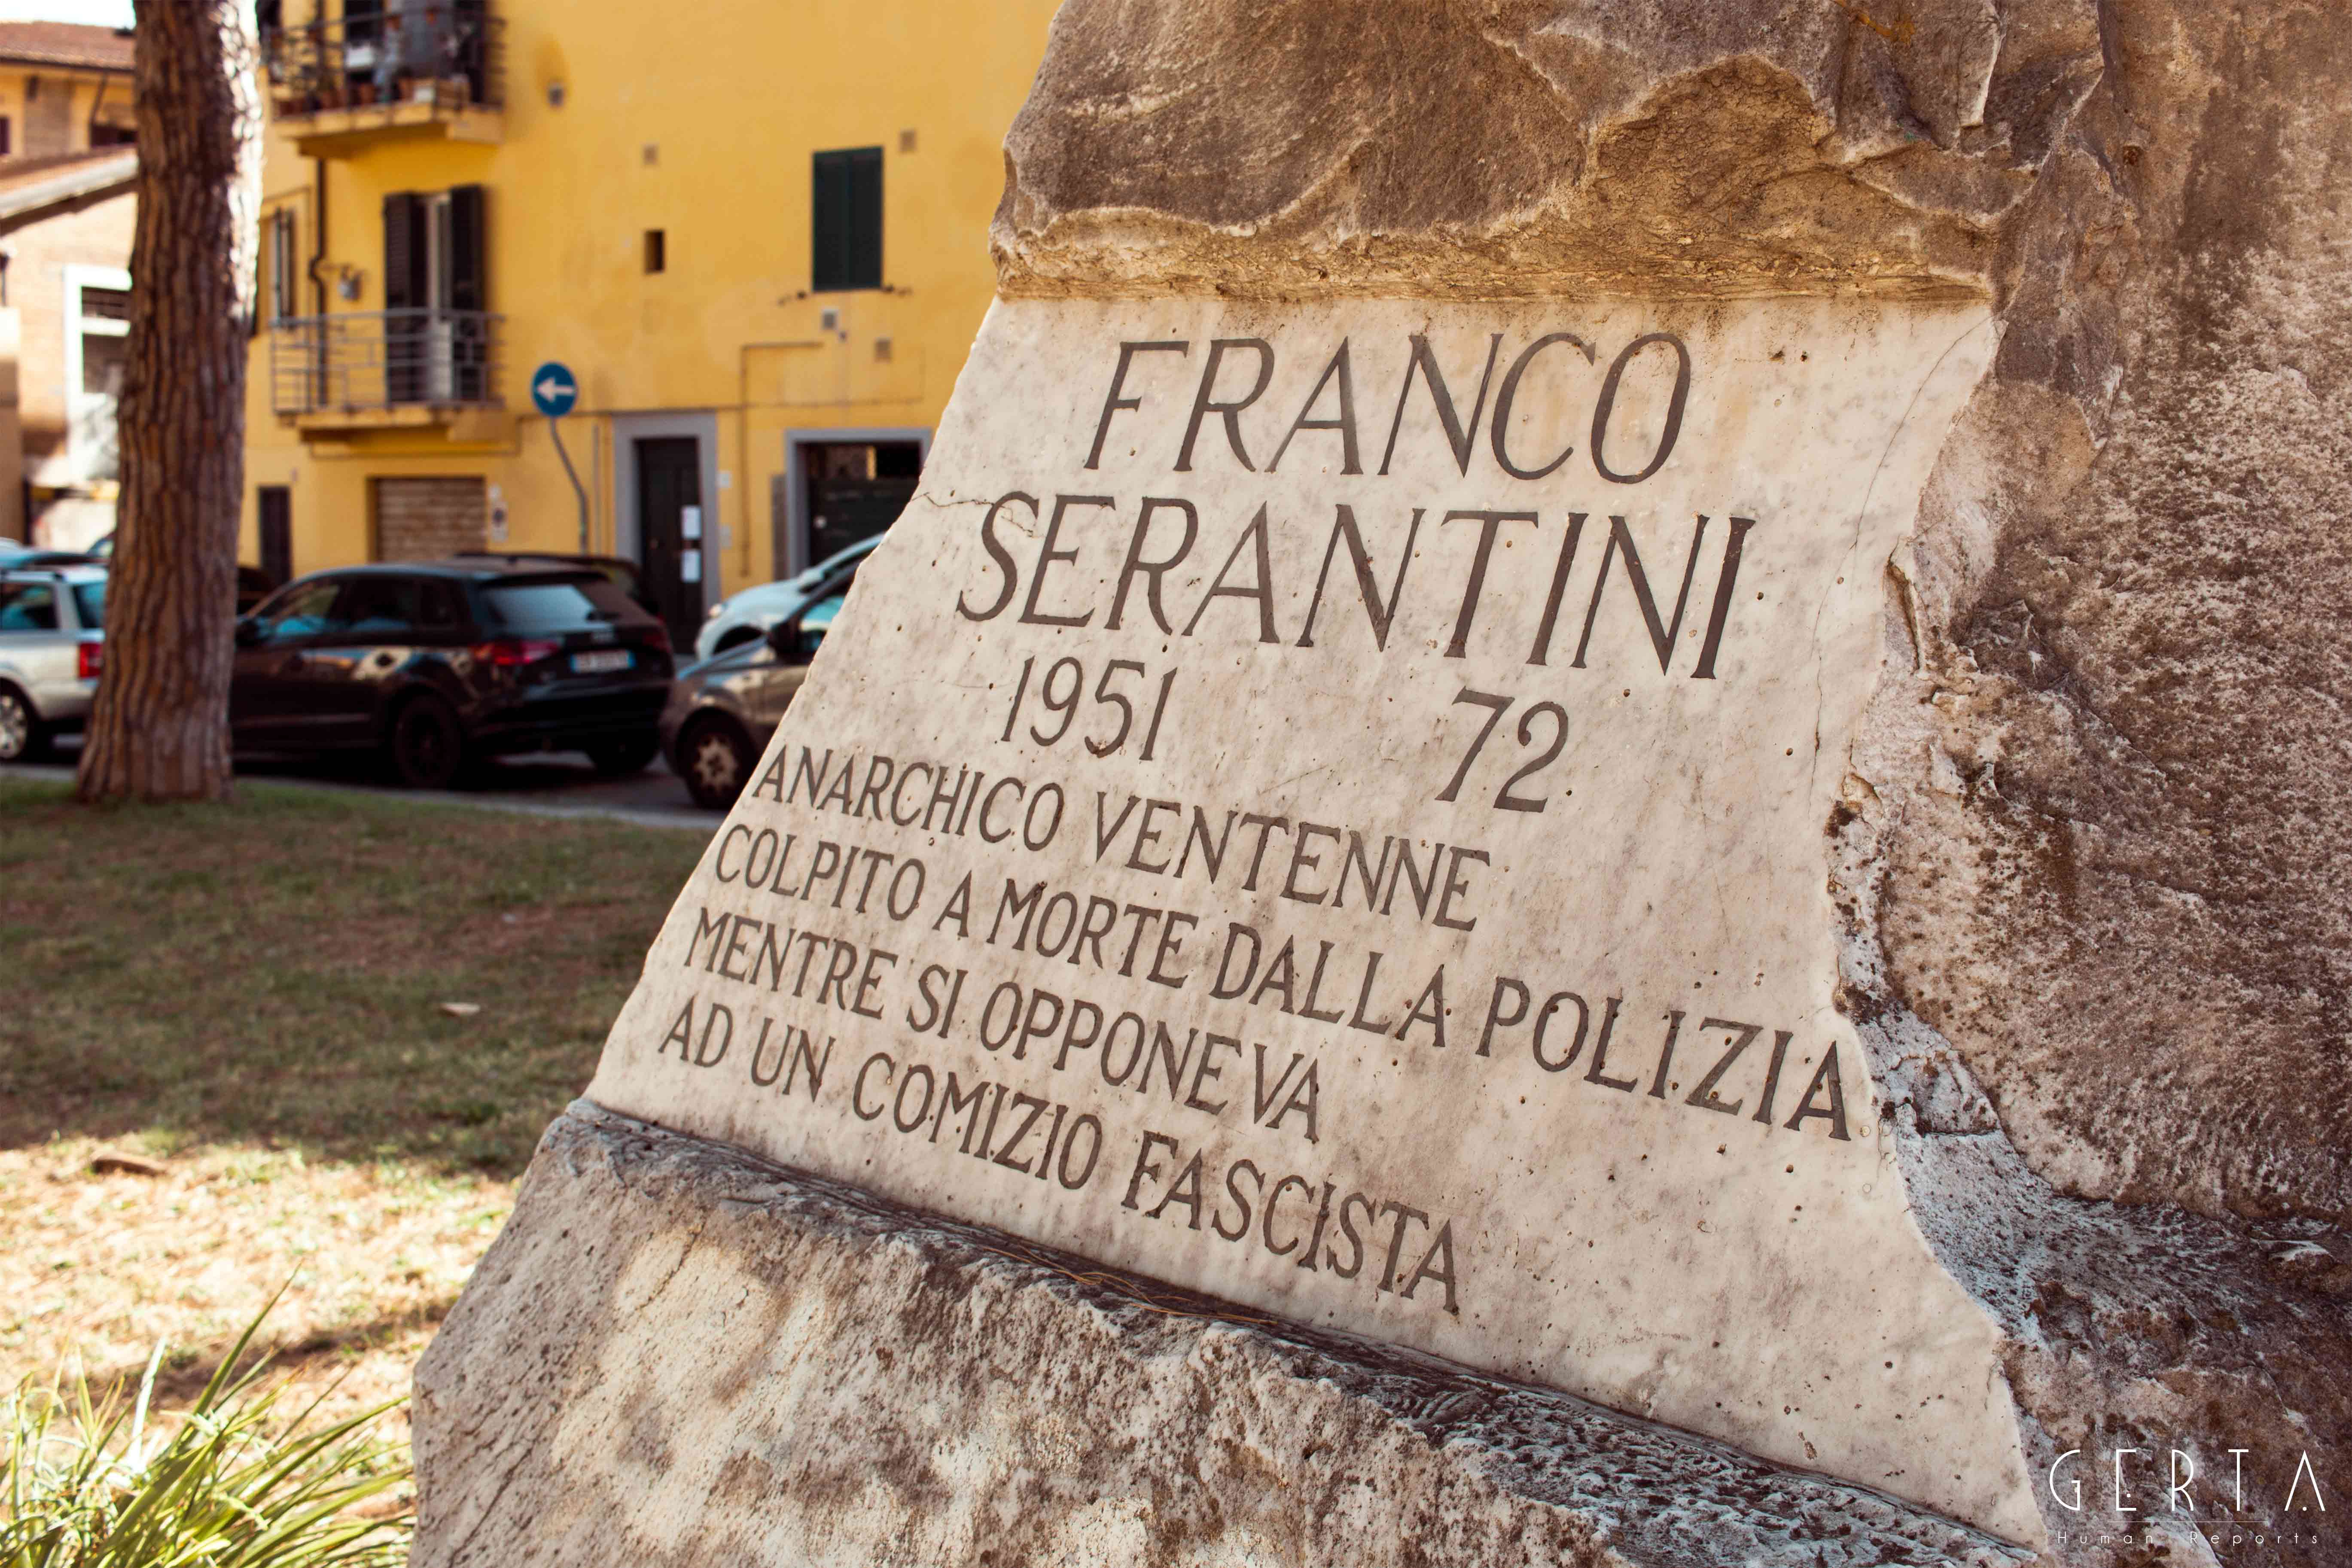 FRANCO
SERANTINI
1951 72
ANARCHICO VENTENNE
COLPITO A MORTE DALLA POLIZIA
MENTRE SI OPPONEVA
AD UN COMIZIO FASCISTA
GERTA
Human Reports